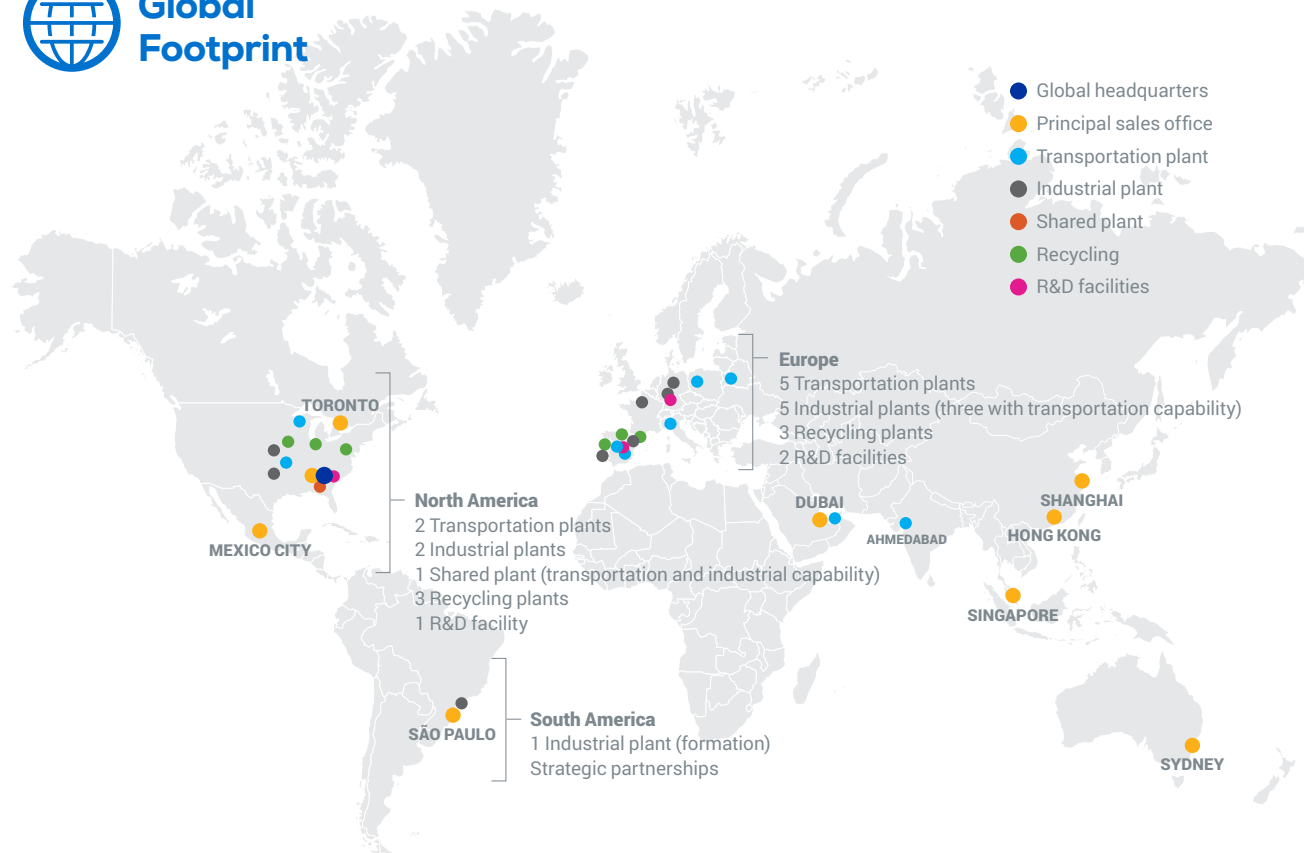 Global
Footprint
Global headquarters
Principal sales office
Transportation plant
Industrial plant
Shared plant
Recycling
R&D facilities
Europe
5 Transportation plants
5 Industrial plants (three with transportation capability)
3 Recycling plants
2 R&D facilities
TORONTO
North America
2 Transportation plants
2 Industrial plants
1 Shared plant (transportation and industrial capability)
3 Recycling plants
1 R&D facility
MEXICO CITY
DUBAI
AHMEDABAD
SHANGHAI
HONG KONG
SINGAPORE
South America
1 Industrial plant (formation)
Strategic partnerships
SÃO PAULO
SYDNEY